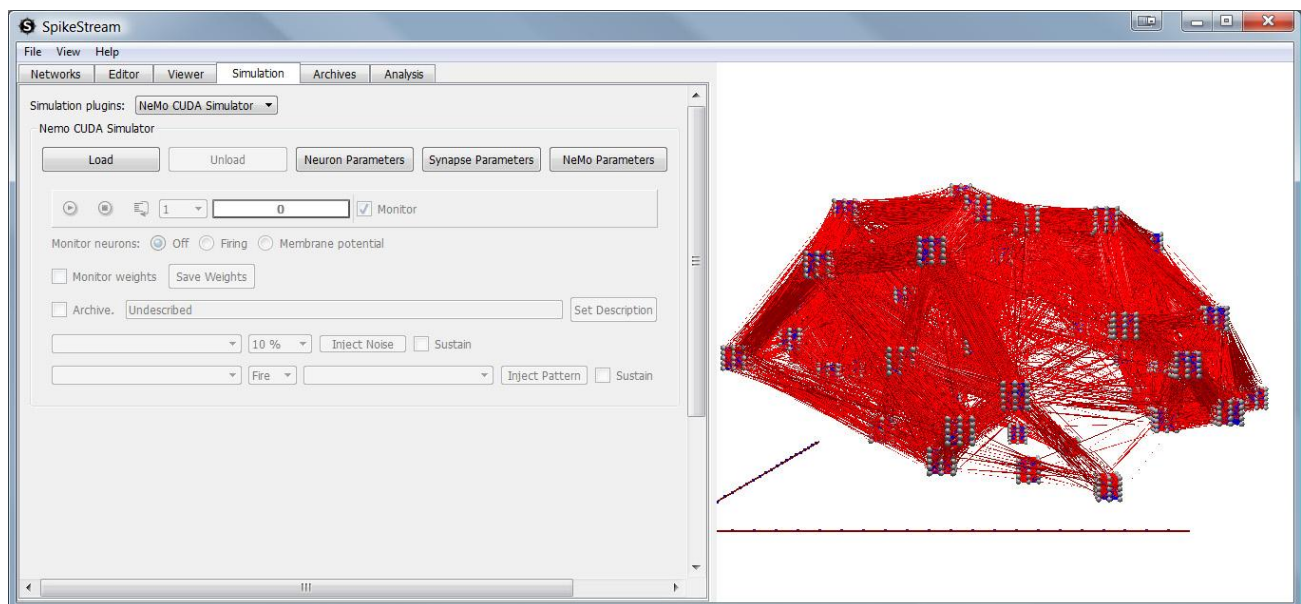 SpikeStream
File View Help
Networks Editor Viewer Simulation Archives Analysis
Simulation plugins: NeMo CUDA Simulator
Nemo CUDA Simulator
Load Unload Neuron Parameters Synapse Parameters NeMo Parameters
1 0 Monitor
Monitor neurons: Off Firing Membrane potential
Monitor weights Save Weights
Archive. Undescribed Set Description
10 % Inject Noise Sustain
Fire Inject Pattern Sustain